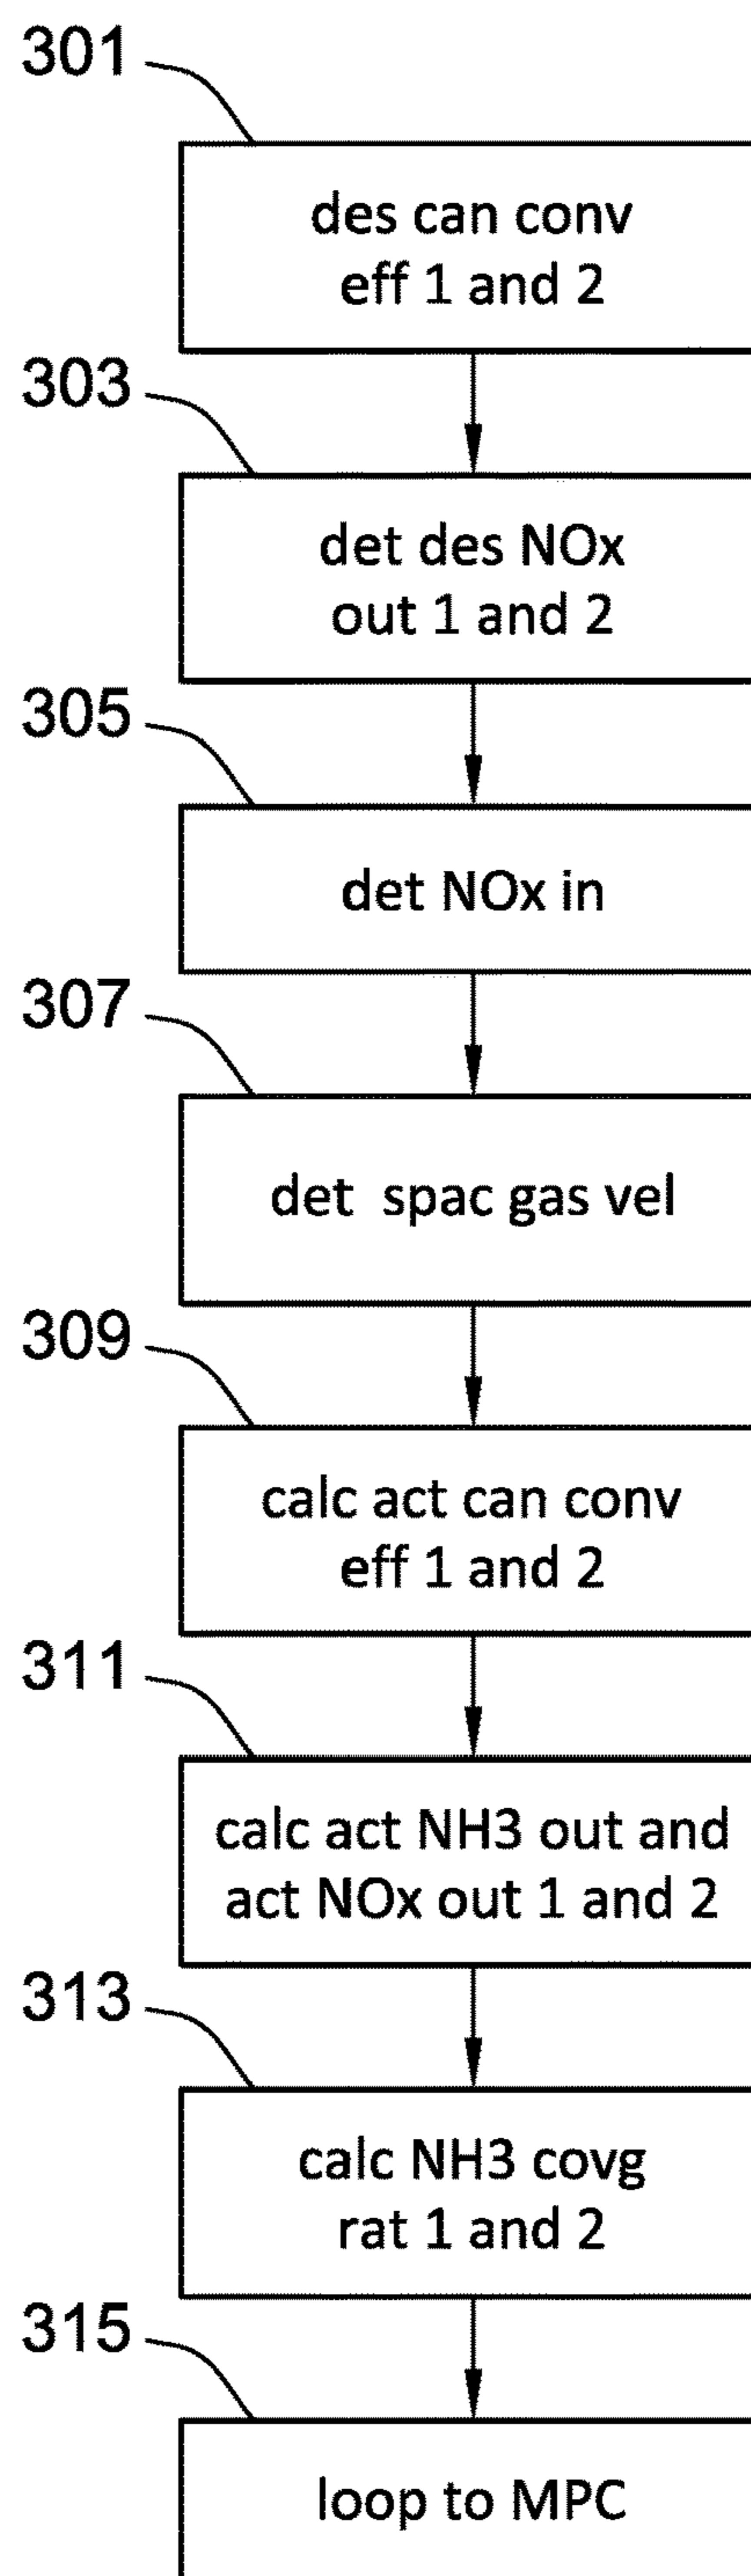 301
des can conv
eff 1 and 2
303
det des NOx
out 1 and 2
305
det NOx in
307
det spac gas vel
309
calc act can conv
eff 1 and 2
311
calc act NH3 out and
act NOx out 1 and 2
313
calc NH3 covg
rat 1 and 2
315
loop to MPC